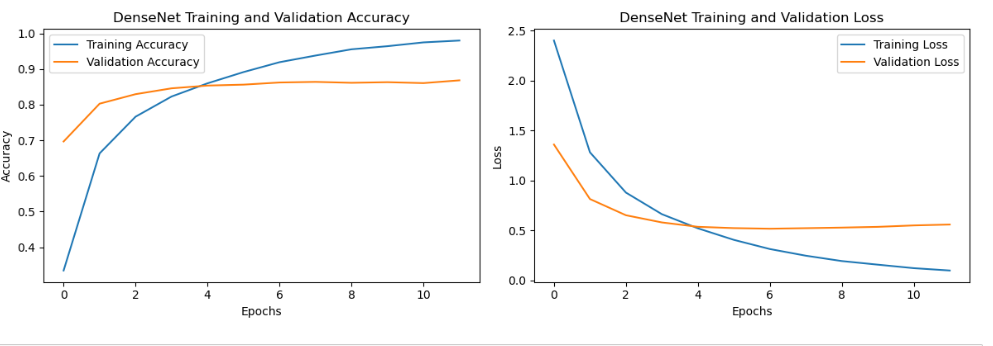 DenseNet Training and Validation Accuracy
1.0
0.9
0.8
0.7
0.6
0.5
0.4
Accuracy
Training Accuracy
Validation Accuracy
0 2 4 6 8 10
Epochs
DenseNet Training and Validation Loss
2.5
2.0
1.5
1.0
0.5
0.0
Loss
Training Loss
Validation Loss
0 2 4 6 8 10
Epochs